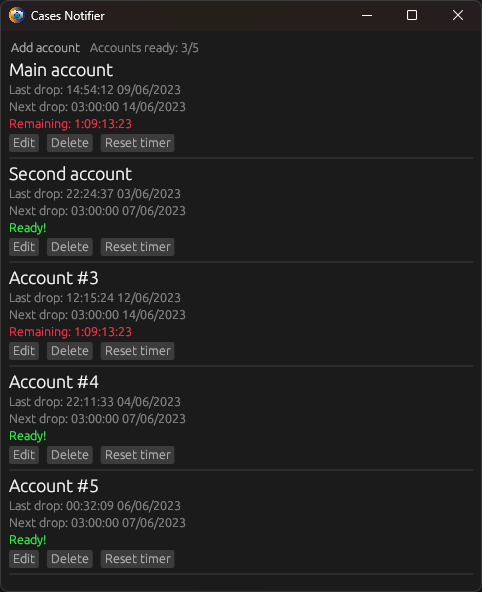 Cases Notifier
Add account Accounts ready: 3/5
Main account
Last drop: 14:54:12 09/06/2023
Next drop: 03:00:00 14/06/2023
Remaining: 1:09:13:23
Edit Delete Reset timer
Second account
Last drop: 22:24:37 03/06/2023
Next drop: 03:00:00 07/06/2023
Ready!
Edit Delete Reset timer
Account #3
Last drop: 12:15:24 12/06/2023
Next drop: 03:00:00 14/06/2023
Remaining: 1:09:13:23
Edit Delete Reset timer
Account #4
Last drop: 22:11:33 04/06/2023
Next drop: 03:00:00 07/06/2023
Ready!
Edit Delete Reset timer
Account #5
Last drop: 00:32:09 06/06/2023
Next drop: 03:00:00 07/06/2023
Ready!
Edit Delete Reset timer